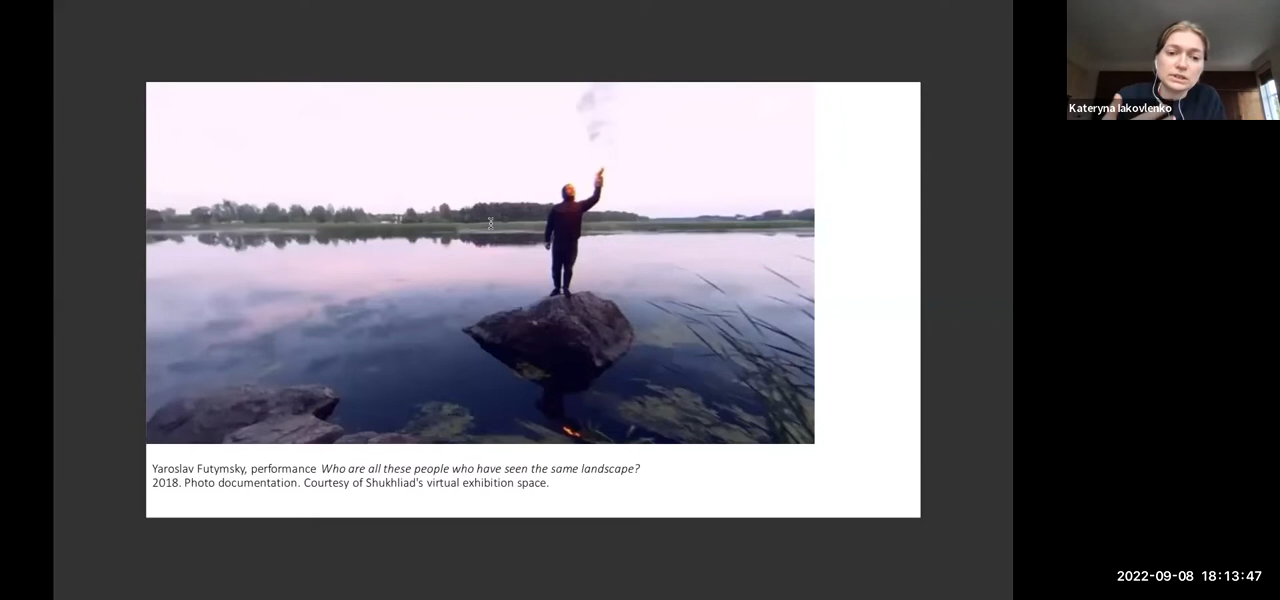 Kateryna Iakovlenko
Yaroslav Futymsky, performance Who are all these people who have seen the same landscape?
2018. Photo documentation. Courtesy of Shukhliad's virtual exhibition space.
2022-09-08 18:13:47